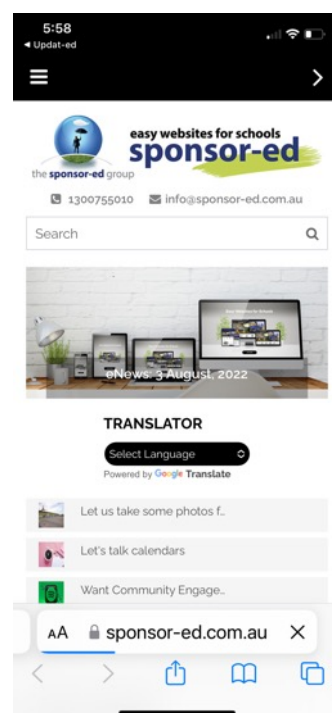 5:58
◂ Updat-ed
easy websites for schools
sponsor-ed
the sponsor-ed group
1300755010 info@sponsor-ed.com.au
Search
eNews: 3 August, 2022
TRANSLATOR
Select Language
Powered by Google Translate
Let us take some photos f..
Let's talk calendars
Want Community Engage..
AA sponsor-ed.com.au